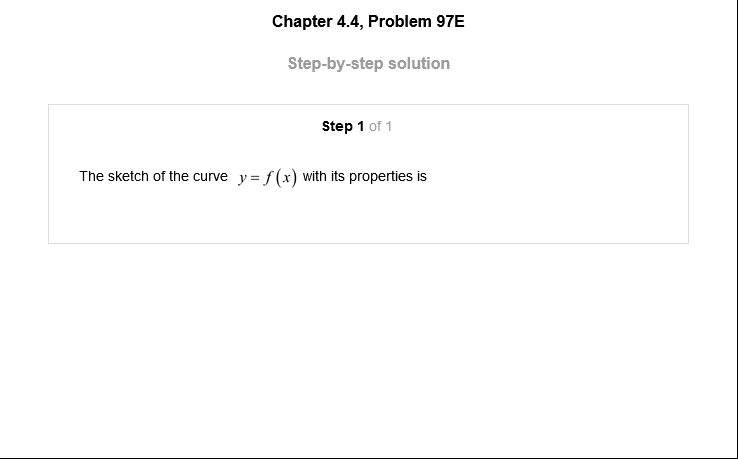 Chapter 4.4, Problem 97E
Step-by-step solution
Step 1 of 1
The sketch of the curve y = f(x) with its properties is